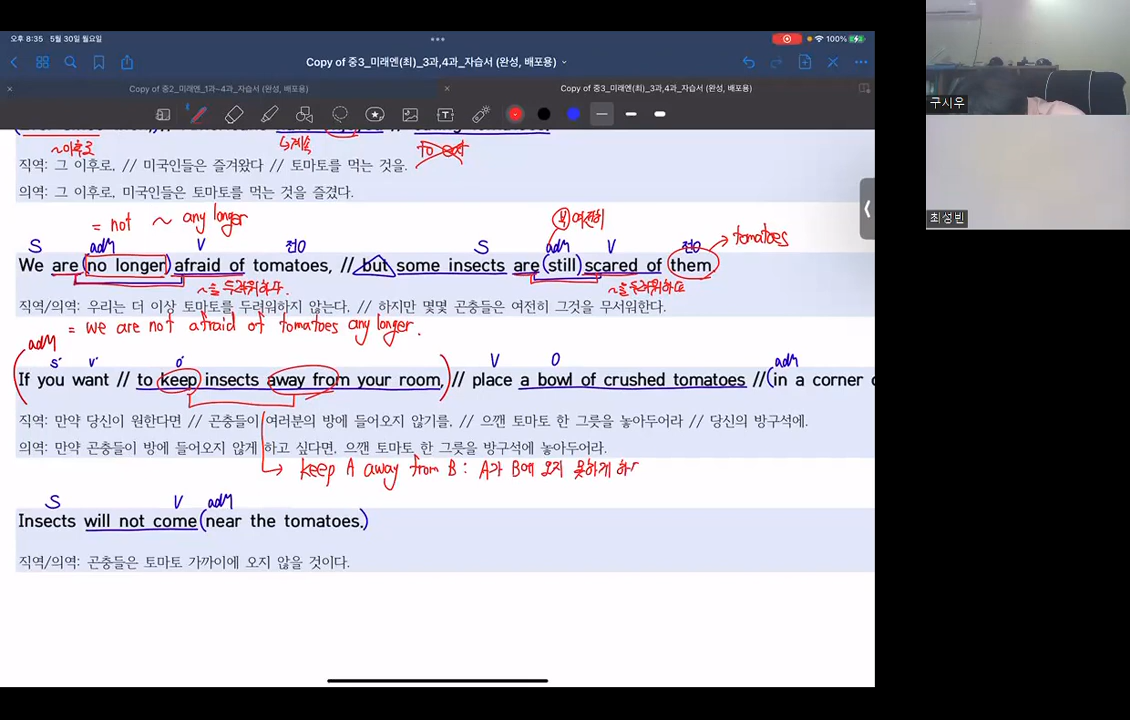 오후 8:35 5월 30일 월요일
100%
Copy of 중3_미래엔(최)_3과,4과_자습서 (완성, 배포용)
Copy of 중2_미래엔_1과~4과_자습서 (완성, 배포용)
Copy of 중3_미래엔(최)_3과,4과_자습서 (완성, 배포용)
~이후로
↳계속
to eat
직역: 그 이후로, // 미국인들은 즐겨왔다 // 토마토를 먹는 것을.
의역: 그 이후로, 미국인들은 토마토를 먹는 것을 즐겼다.
= not ~ any longer
부 여전히
S adM V 전O S adM V 전O → tomatoes
We are (no longer) afraid of tomatoes, // but some insects are (still) scared of them.
~을 두려워하다. ~을 두려워하다
직역/의역: 우리는 더 이상 토마토를 두려워하지 않는다, // 하지만 몇몇 곤충들은 여전히 그것을 무서워한다.
= we are not afraid of tomatoes any longer.
adM
s' v' o' V O adM
(If you want // to keep insects away from your room,) // place a bowl of crushed tomatoes // (in a corner
직역: 만약 당신이 원한다면 // 곤충들이 여러분의 방에 들어오지 않기를, // 으깬 토마토 한 그릇을 놓아두어라 // 당신의 방구석에.
의역: 만약 곤충들이 방에 들어오지 않게 하고 싶다면, 으깬 토마토 한 그릇을 방구석에 놓아두어라.
→ keep A away from B : A가 B에 오지 못하게 하
S V adM
Insects will not come (near the tomatoes.)
직역/의역: 곤충들은 토마토 가까이에 오지 않을 것이다.
구시우
최성빈